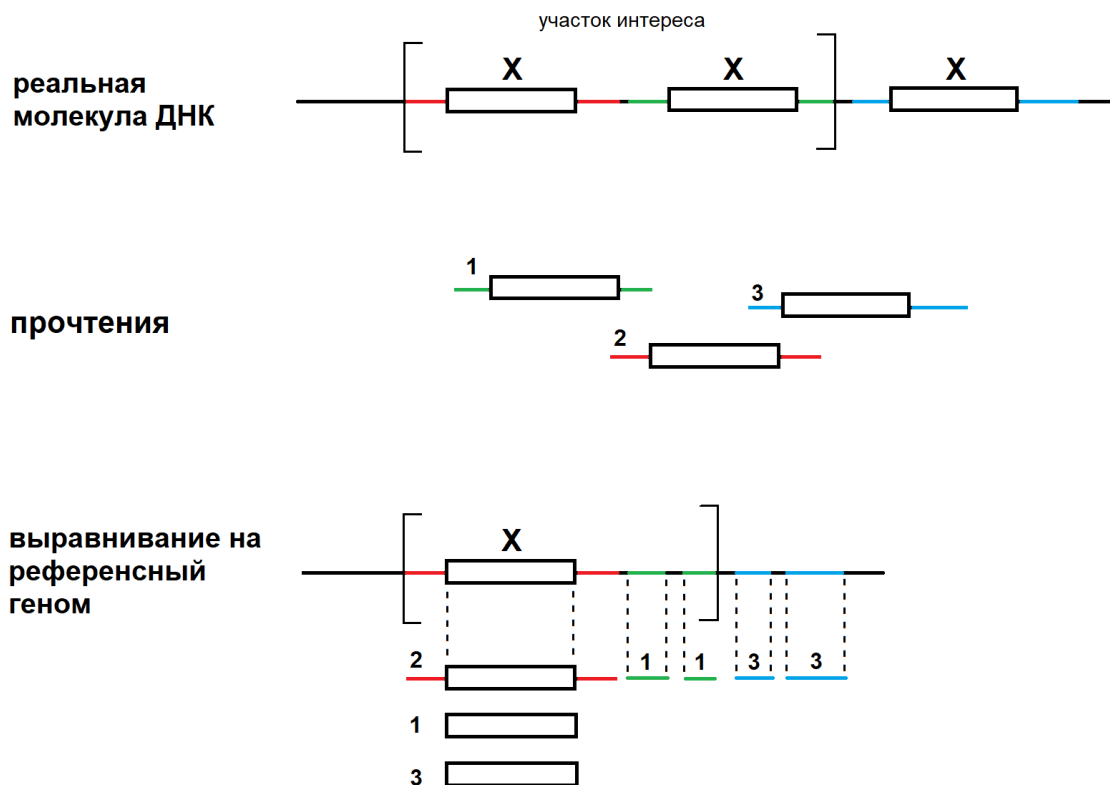 участок интереса
X
X
X
реальная
молекула ДНК
1
3
прочтения
2
выравнивание на
референсный
геном
X
2
1
1
3
3
1
3